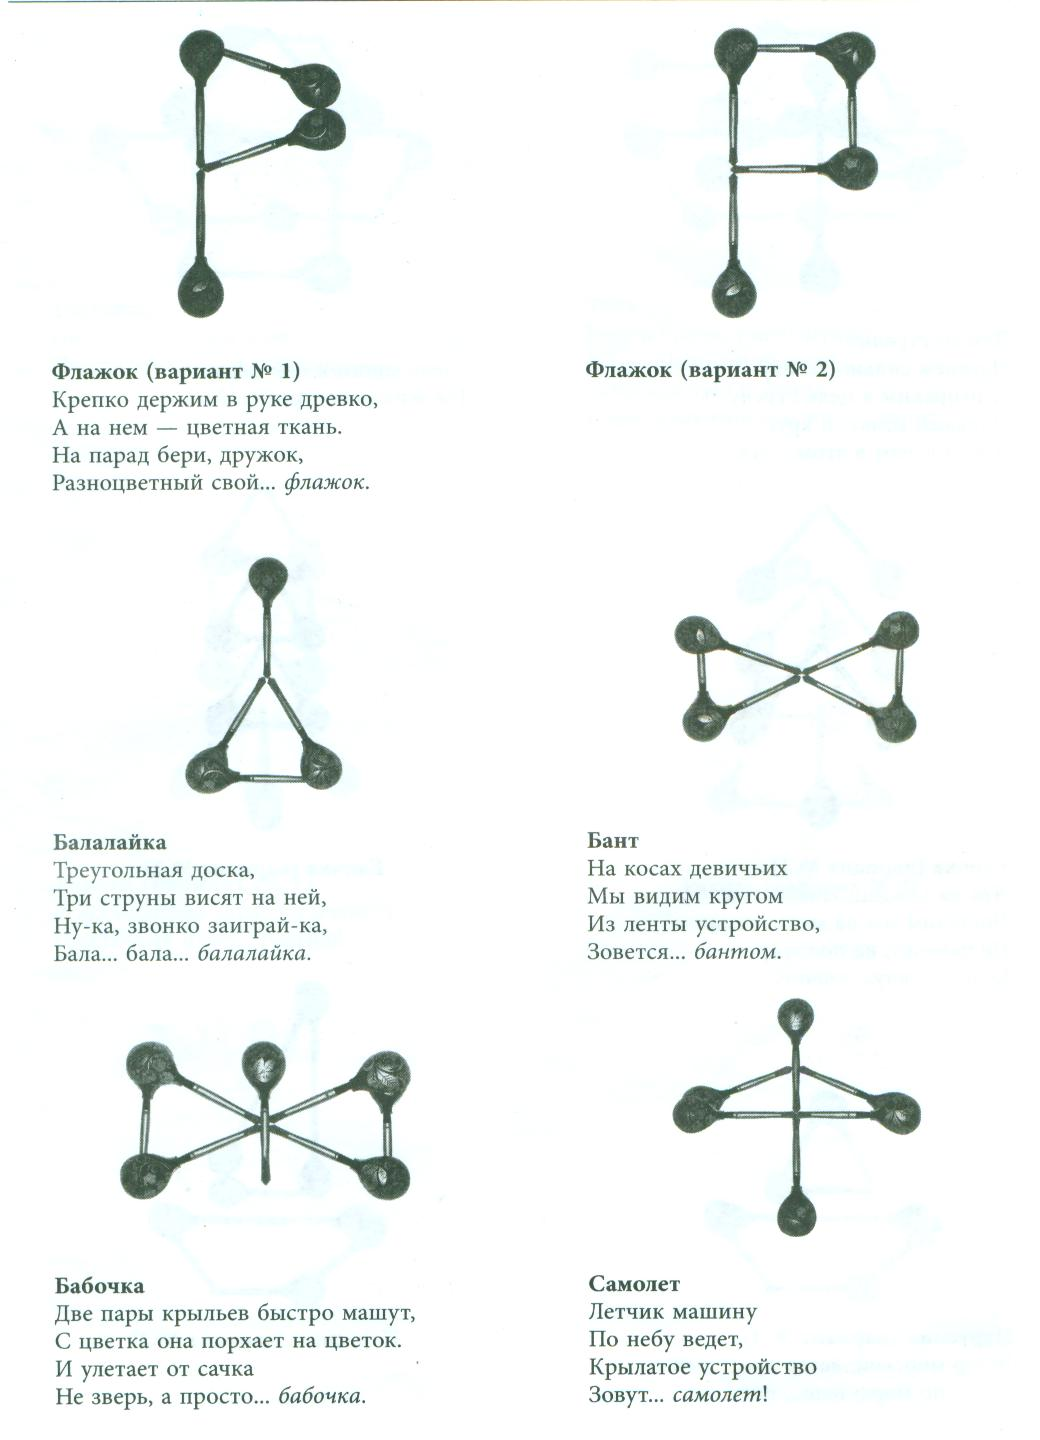 Флажок (вариант № 1)
Крепко держим в руке древко,
А на нем — цветная ткань.
На парад бери, дружок,
Разноцветный свой... флажок.
Флажок (вариант № 2)
Балалайка
Треугольная доска,
Три струны висят на ней,
Ну-ка, звонко заиграй-ка,
Бала... бала... балалайка.
Бант
На косах девичьих
Мы видим кругом
Из ленты устройство,
Зовется... бантом.
Бабочка
Две пары крыльев быстро машут,
С цветка она порхает на цветок.
И улетает от сачка
Не зверь, а просто... бабочка.
Самолет
Летчик машину
По небу ведет,
Крылатое устройство
Зовут... самолет!